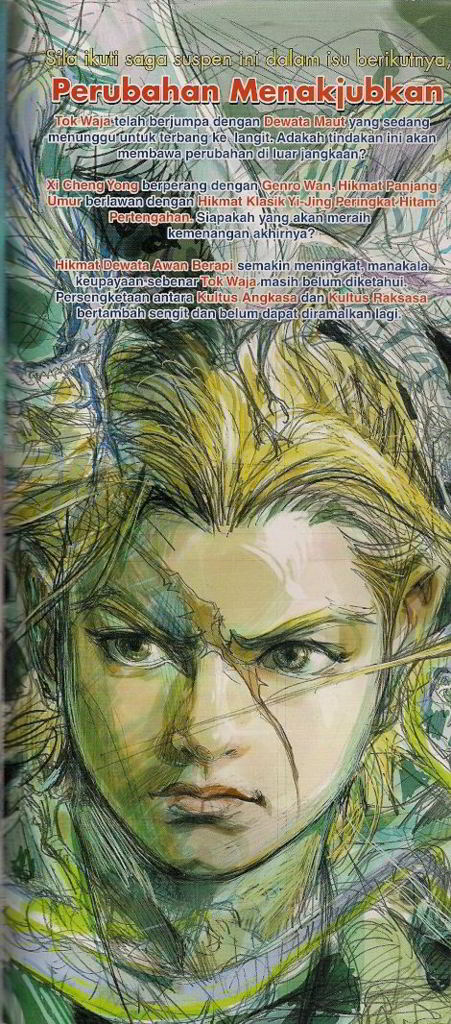 Sila ikuti saga suspen ini dalam isu berikutnya,
Perubahan Menakjubkan
Tok Waja telah berjumpa dengan Dewata Maut yang sedang
menunggu untuk terbang ke langit. Adakah tindakan ini akan
membawa perubahan di luar jangkaan?
Xi Cheng Yong berperang dengan Genro Wan. Hikmat Panjang
Umur berlawan dengan Hikmat Klasik Yi-Jing Peringkat Hitam
Pertengahan. Siapakah yang akan meraih
kemenangan akhirnya?
Hikmat Dewata Awan Berapi semakin meningkat, manakala
keupayaan sebenar Tok Waja masih belum diketahui.
Persengketaan antara Kultus Angkasa dan Kultus Raksasa
bertambah sengit dan belum dapat diramalkan lagi.